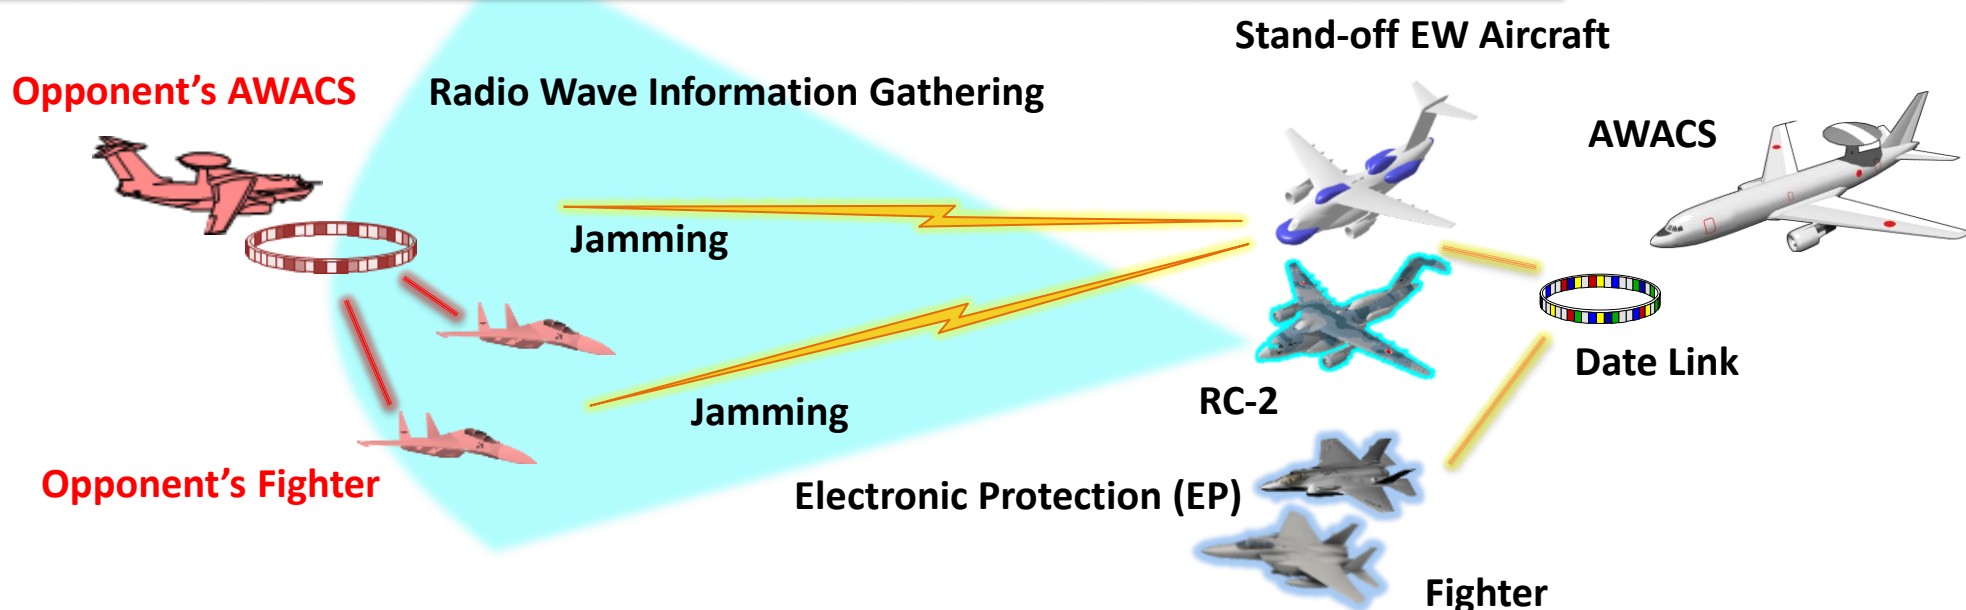 Stand-off EW Aircraft
Opponent’s AWACS
Radio Wave Information Gathering
AWACS
Jamming
Date Link
RC-2
Jamming
Opponent’s Fighter
Electronic Protection (EP)
Fighter